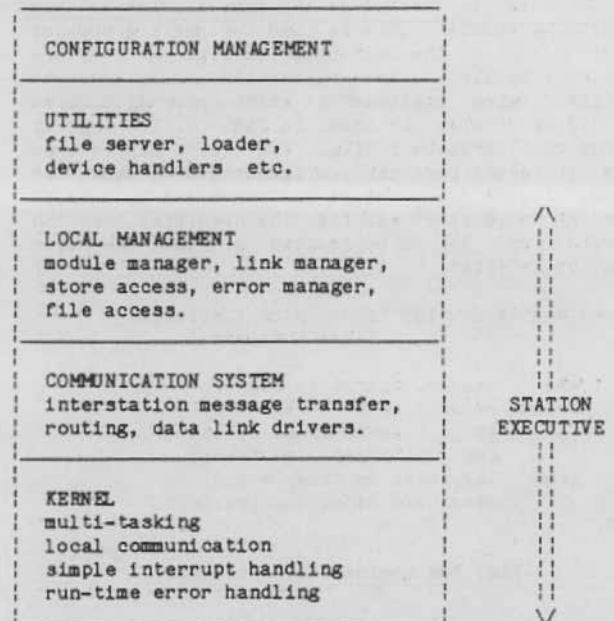 CONFIGURATION MANAGEMENT
UTILITIES
file server, loader,
device handlers etc.
LOCAL MANAGEMENT
module manager, link manager,
store access, error manager,
file access.
COMMUNICATION SYSTEM
interstation message transfer,
routing, data link drivers.
STATION
EXECUTIVE
KERNEL
multi-tasking
local communication
simple interrupt handling
run-time error handling